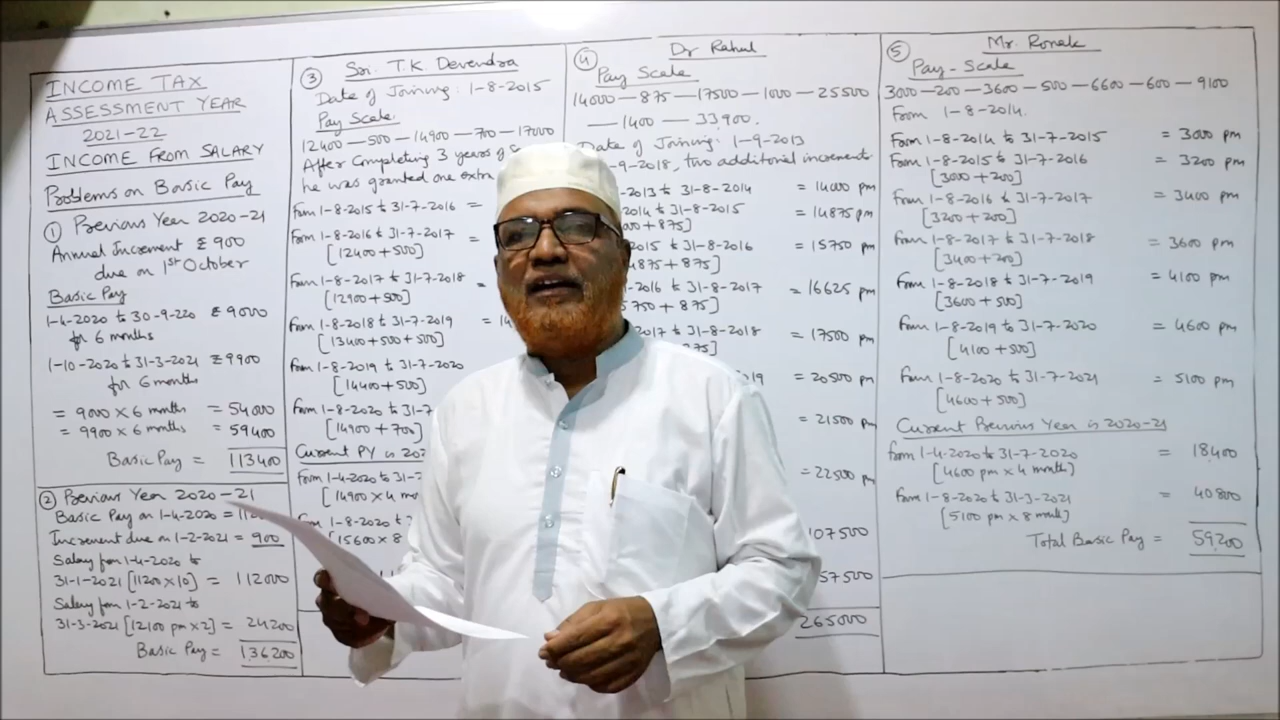 INCOME TAX
ASSESSMENT YEAR
2021-22
INCOME FROM SALARY
Problems on Basic Pay
① Previous Year 2020-21
Annual Increment ₹ 900
due on 1st October
Basic Pay
1-4-2020 to 30-9-220 ₹ 9000
for 6 months
1-10-2020 to 31-3-2021 ₹ 9900
for 6 months
= 9000 X 6 months = 54000
= 9900 X 6 months = 59400
Basic Pay = 113400
② Previous Year 2020-21
Basic Pay on 1-4-2020 =
Increment due on 1-2-2021 = 900
Salary from 1-4-2020 to
31-1-2021 [11200 X 10] = 112000
Salary from 1-2-2021 to
31-3-2021 [12100 pm X 2] = 24200
Basic Pay = 136200
③ Sri. T.K. Devendra
Date of Joining: 1-8-2015
Pay Scale:
12400 — 500 — 14900 — 700 — 17000
After Completing 3 years of
he was granted one extra
From 1-8-2015 to 31-7-2016 =
From 1-8-2016 to 31-7-2017 =
[12400 + 500]
From 1-8-2017 to 31-7-2018 =
[12900 + 500]
From 1-8-2018 to 31-7-2019 =
[13400 + 500 + 500]
From 1-8-2019 to 31-7-2020
[14400 + 500]
From 1-8-2020 to 31-7-
[14900 + 700]
Current PY is
From 1-4-2020 to 31-7-
[14900 X 4
From 1-8-2020 to
[15600 X 8
④ Dr Rahul
Pay Scale
14000 — 875 — 17500 — 1000 — 25500
— 1400 — 33,900.
Date of Joining: 1-9-2013
-9-2018, two additional increments
-2013 to 31-8-2014 = 14000 pm
2014 to 31-8-2015 = 14875 pm
+ 875]
2015 to 31-8-2016 = 15750 pm
4875 + 875]
2016 to 31-8-2017 = 16625 pm
5750 + 875]
2017 to 31-8-2018 = 17500 pm
875]
= 20500 pm
= 21500 pm
= 22500 pm
107500
57500
265000
⑤ Mr. Ronak
Pay - Scale
3000 — 200 — 3600 — 500 — 6600 — 600 — 9100
From 1-8-2014.
From 1-8-2014 to 31-7-2015 = 3000 pm
From 1-8-2015 to 31-7-2016 = 3200 pm
[3000 + 200]
From 1-8-2016 to 31-7-2017 = 3400 pm
[3200 + 200]
From 1-8-2017 to 31-7-2018 = 3600 pm
[3400 + 200]
From 1-8-2018 to 31-7-2019 = 4100 pm
[3600 + 500]
From 1-8-2019 to 31-7-2020 = 4600 pm
[4100 + 500]
From 1-8-2020 to 31-7-2021 = 5100 pm
[4600 + 500]
Current Previous Year is 2020-21
From 1-4-2020 to 31-7-2020 = 18,400
[4600 pm X 4 month]
From 1-8-2020 to 31-3-2021 = 40800
[5100 pm X 8 month]
Total Basic Pay = 59,200